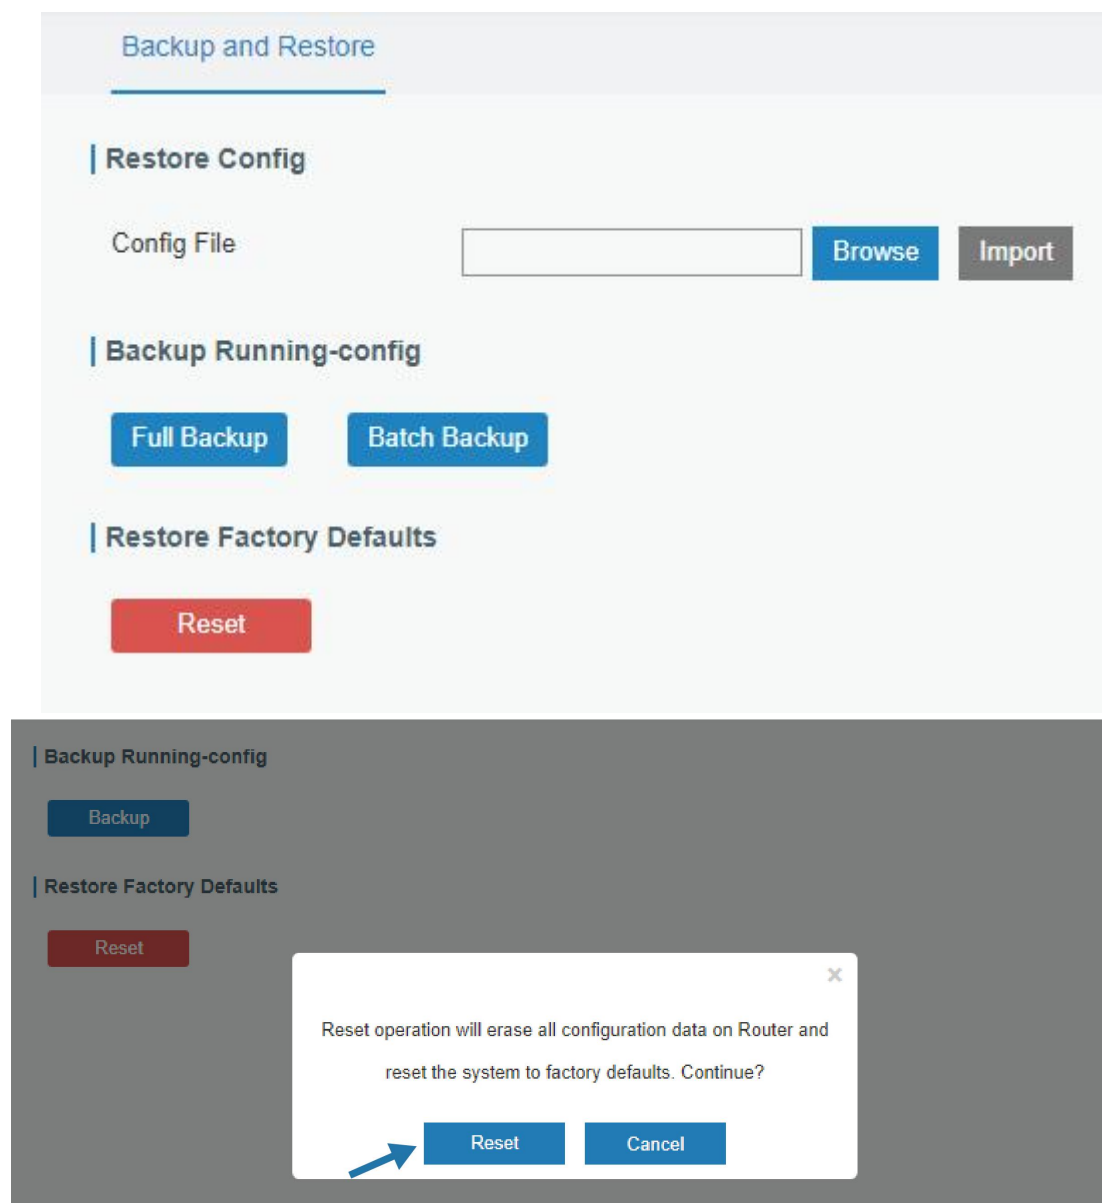 Backup and Restore
Restore Config
Config File
Browse
Import
Backup Running-config
Full Backup
Batch Backup
Restore Factory Defaults
Reset
Backup Running-config
Backup
Restore Factory Defaults
Reset
×
Reset operation will erase all configuration data on Router and
reset the system to factory defaults. Continue?
Reset
Cancel